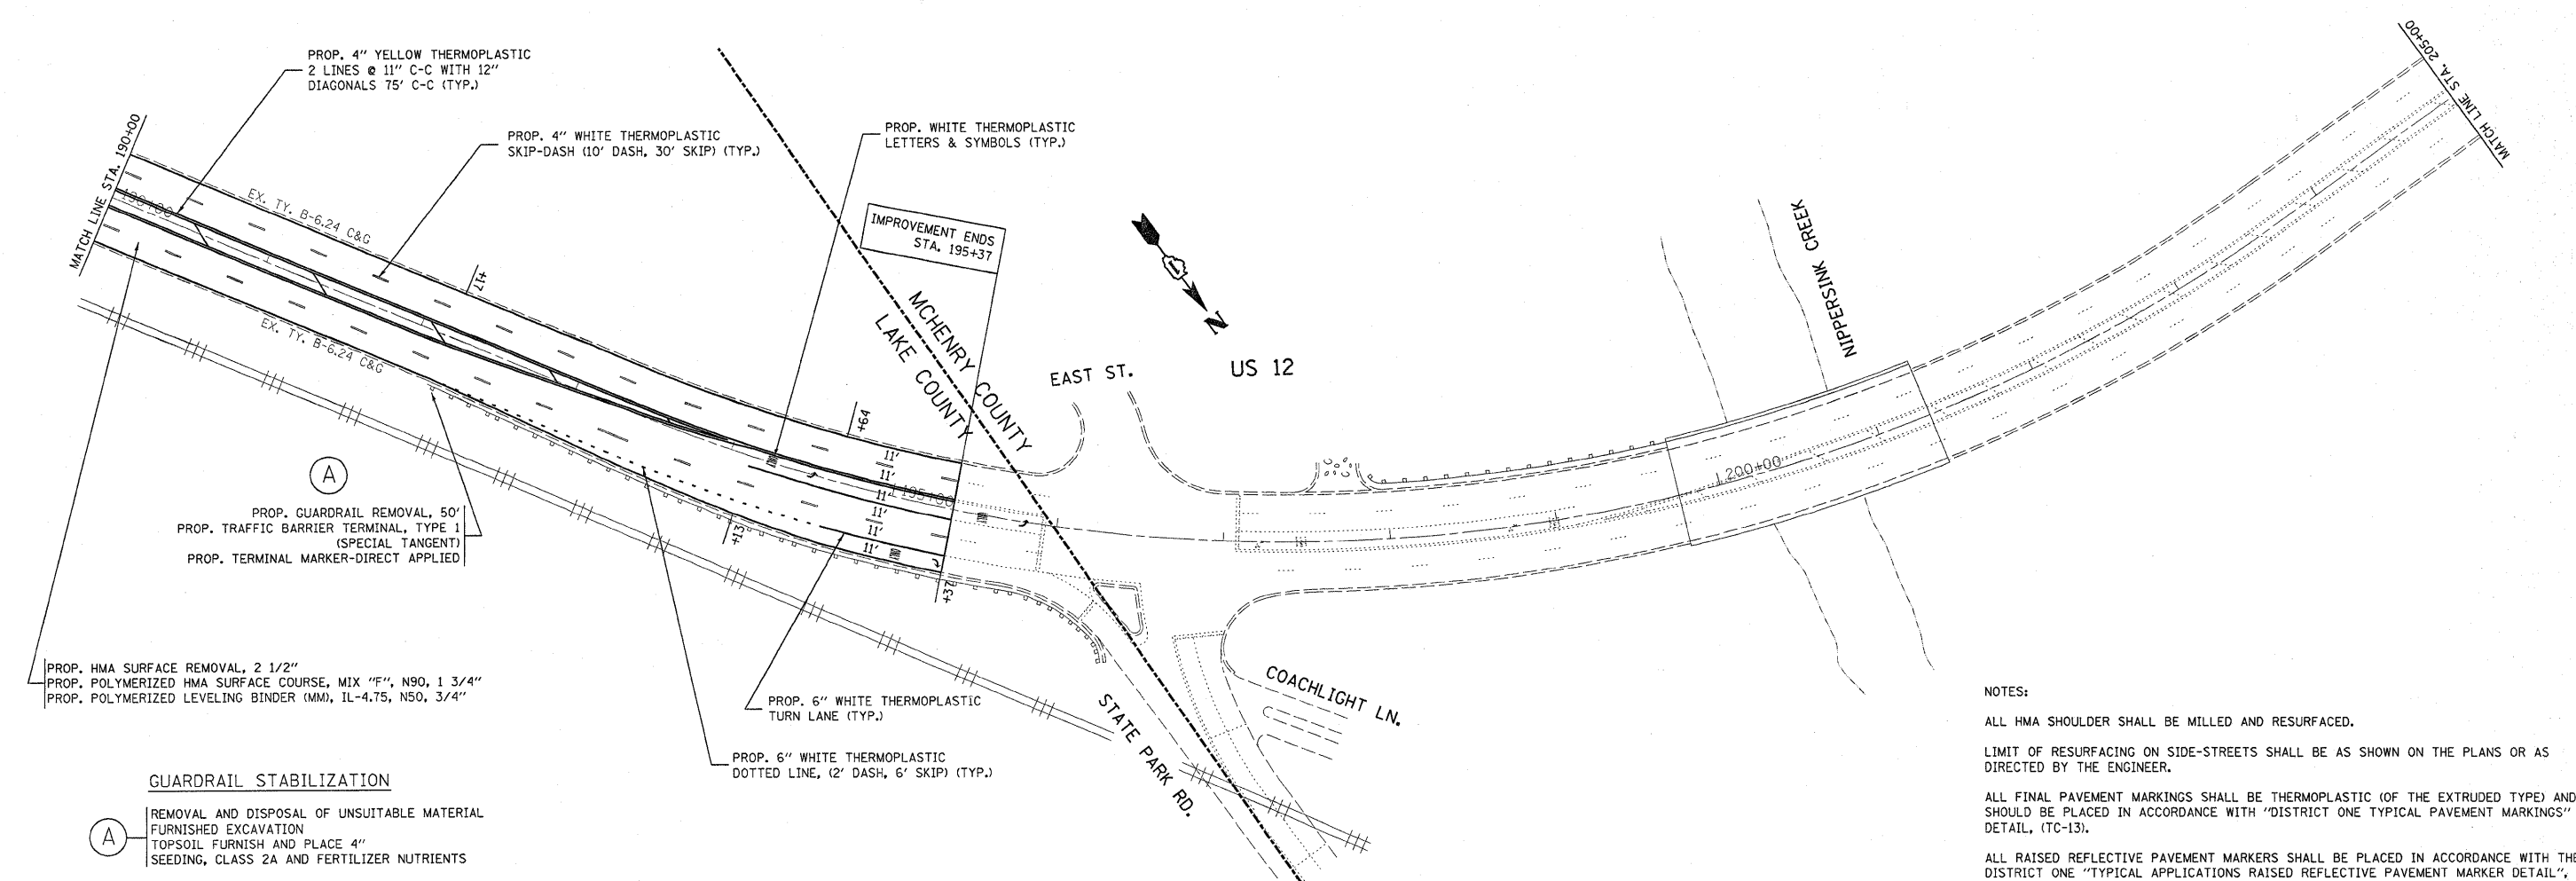 PROP. 4" YELLOW THERMOPLASTIC
2 LINES @ 11" C-C WITH 12"
DIAGONALS 75' C-C (TYP.)
PROP. 4" WHITE THERMOPLASTIC
SKIP-DASH (10' DASH, 30' SKIP) (TYP.)
PROP. WHITE THERMOPLASTIC
LETTERS & SYMBOLS (TYP.)
MATCH LINE STA. 190+00
190+00
EX. TY. B-6.24 C&G
+17
EX. TY. B-6.24 C&G
IMPROVEMENT ENDS
STA. 195+37
MCHENRY COUNTY
LAKE COUNTY
N
EAST ST.
US 12
NIPPERSINK CREEK
MATCH LINE STA. 205+00
+64
11'
11'
11'
11'
11'
11'
195+00
200+00
+13
+37
A
PROP. GUARDRAIL REMOVAL, 50'
PROP. TRAFFIC BARRIER TERMINAL, TYPE 1
(SPECIAL TANGENT)
PROP. TERMINAL MARKER-DIRECT APPLIED
PROP. HMA SURFACE REMOVAL, 2 1/2"
PROP. POLYMERIZED HMA SURFACE COURSE, MIX "F", N90, 1 3/4"
PROP. POLYMERIZED LEVELING BINDER (MM), IL-4.75, N50, 3/4"
PROP. 6" WHITE THERMOPLASTIC
TURN LANE (TYP.)
PROP. 6" WHITE THERMOPLASTIC
DOTTED LINE, (2' DASH, 6' SKIP) (TYP.)
STATE PARK RD.
COACHLIGHT LN.
GUARDRAIL STABILIZATION
A
REMOVAL AND DISPOSAL OF UNSUITABLE MATERIAL
FURNISHED EXCAVATION
TOPSOIL FURNISH AND PLACE 4"
SEEDING, CLASS 2A AND FERTILIZER NUTRIENTS
NOTES:
ALL HMA SHOULDER SHALL BE MILLED AND RESURFACED.
LIMIT OF RESURFACING ON SIDE-STREETS SHALL BE AS SHOWN ON THE PLANS OR AS
DIRECTED BY THE ENGINEER.
ALL FINAL PAVEMENT MARKINGS SHALL BE THERMOPLASTIC (OF THE EXTRUDED TYPE) AND
SHOULD BE PLACED IN ACCORDANCE WITH "DISTRICT ONE TYPICAL PAVEMENT MARKINGS"
DETAIL, (TC-13).
ALL RAISED REFLECTIVE PAVEMENT MARKERS SHALL BE PLACED IN ACCORDANCE WITH THE
DISTRICT ONE "TYPICAL APPLICATIONS RAISED REFLECTIVE PAVEMENT MARKER DETAIL",